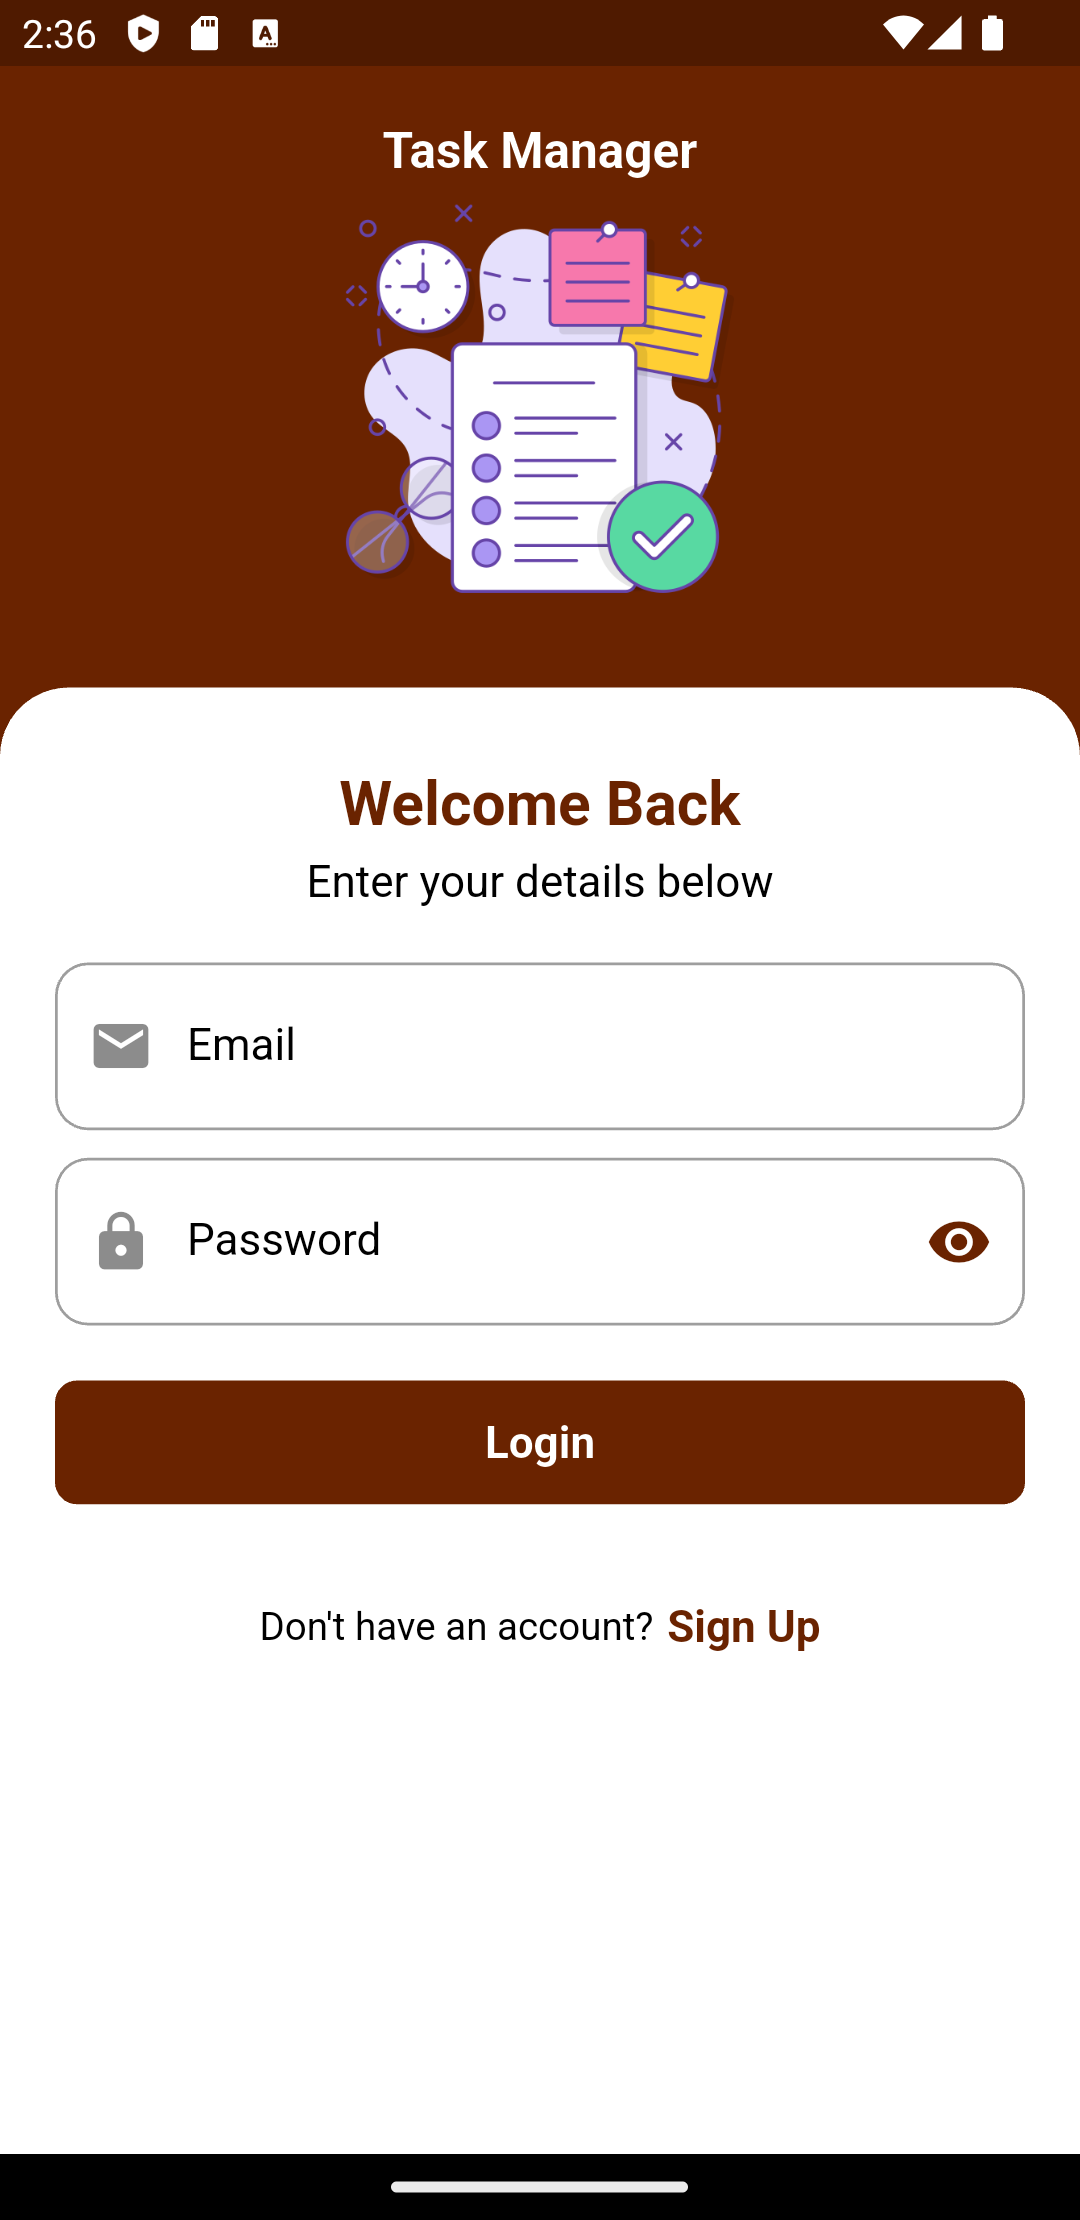 2:36
Task Manager
Welcome Back
Enter your details below
Email
Password
Login
Don't have an account? Sign Up